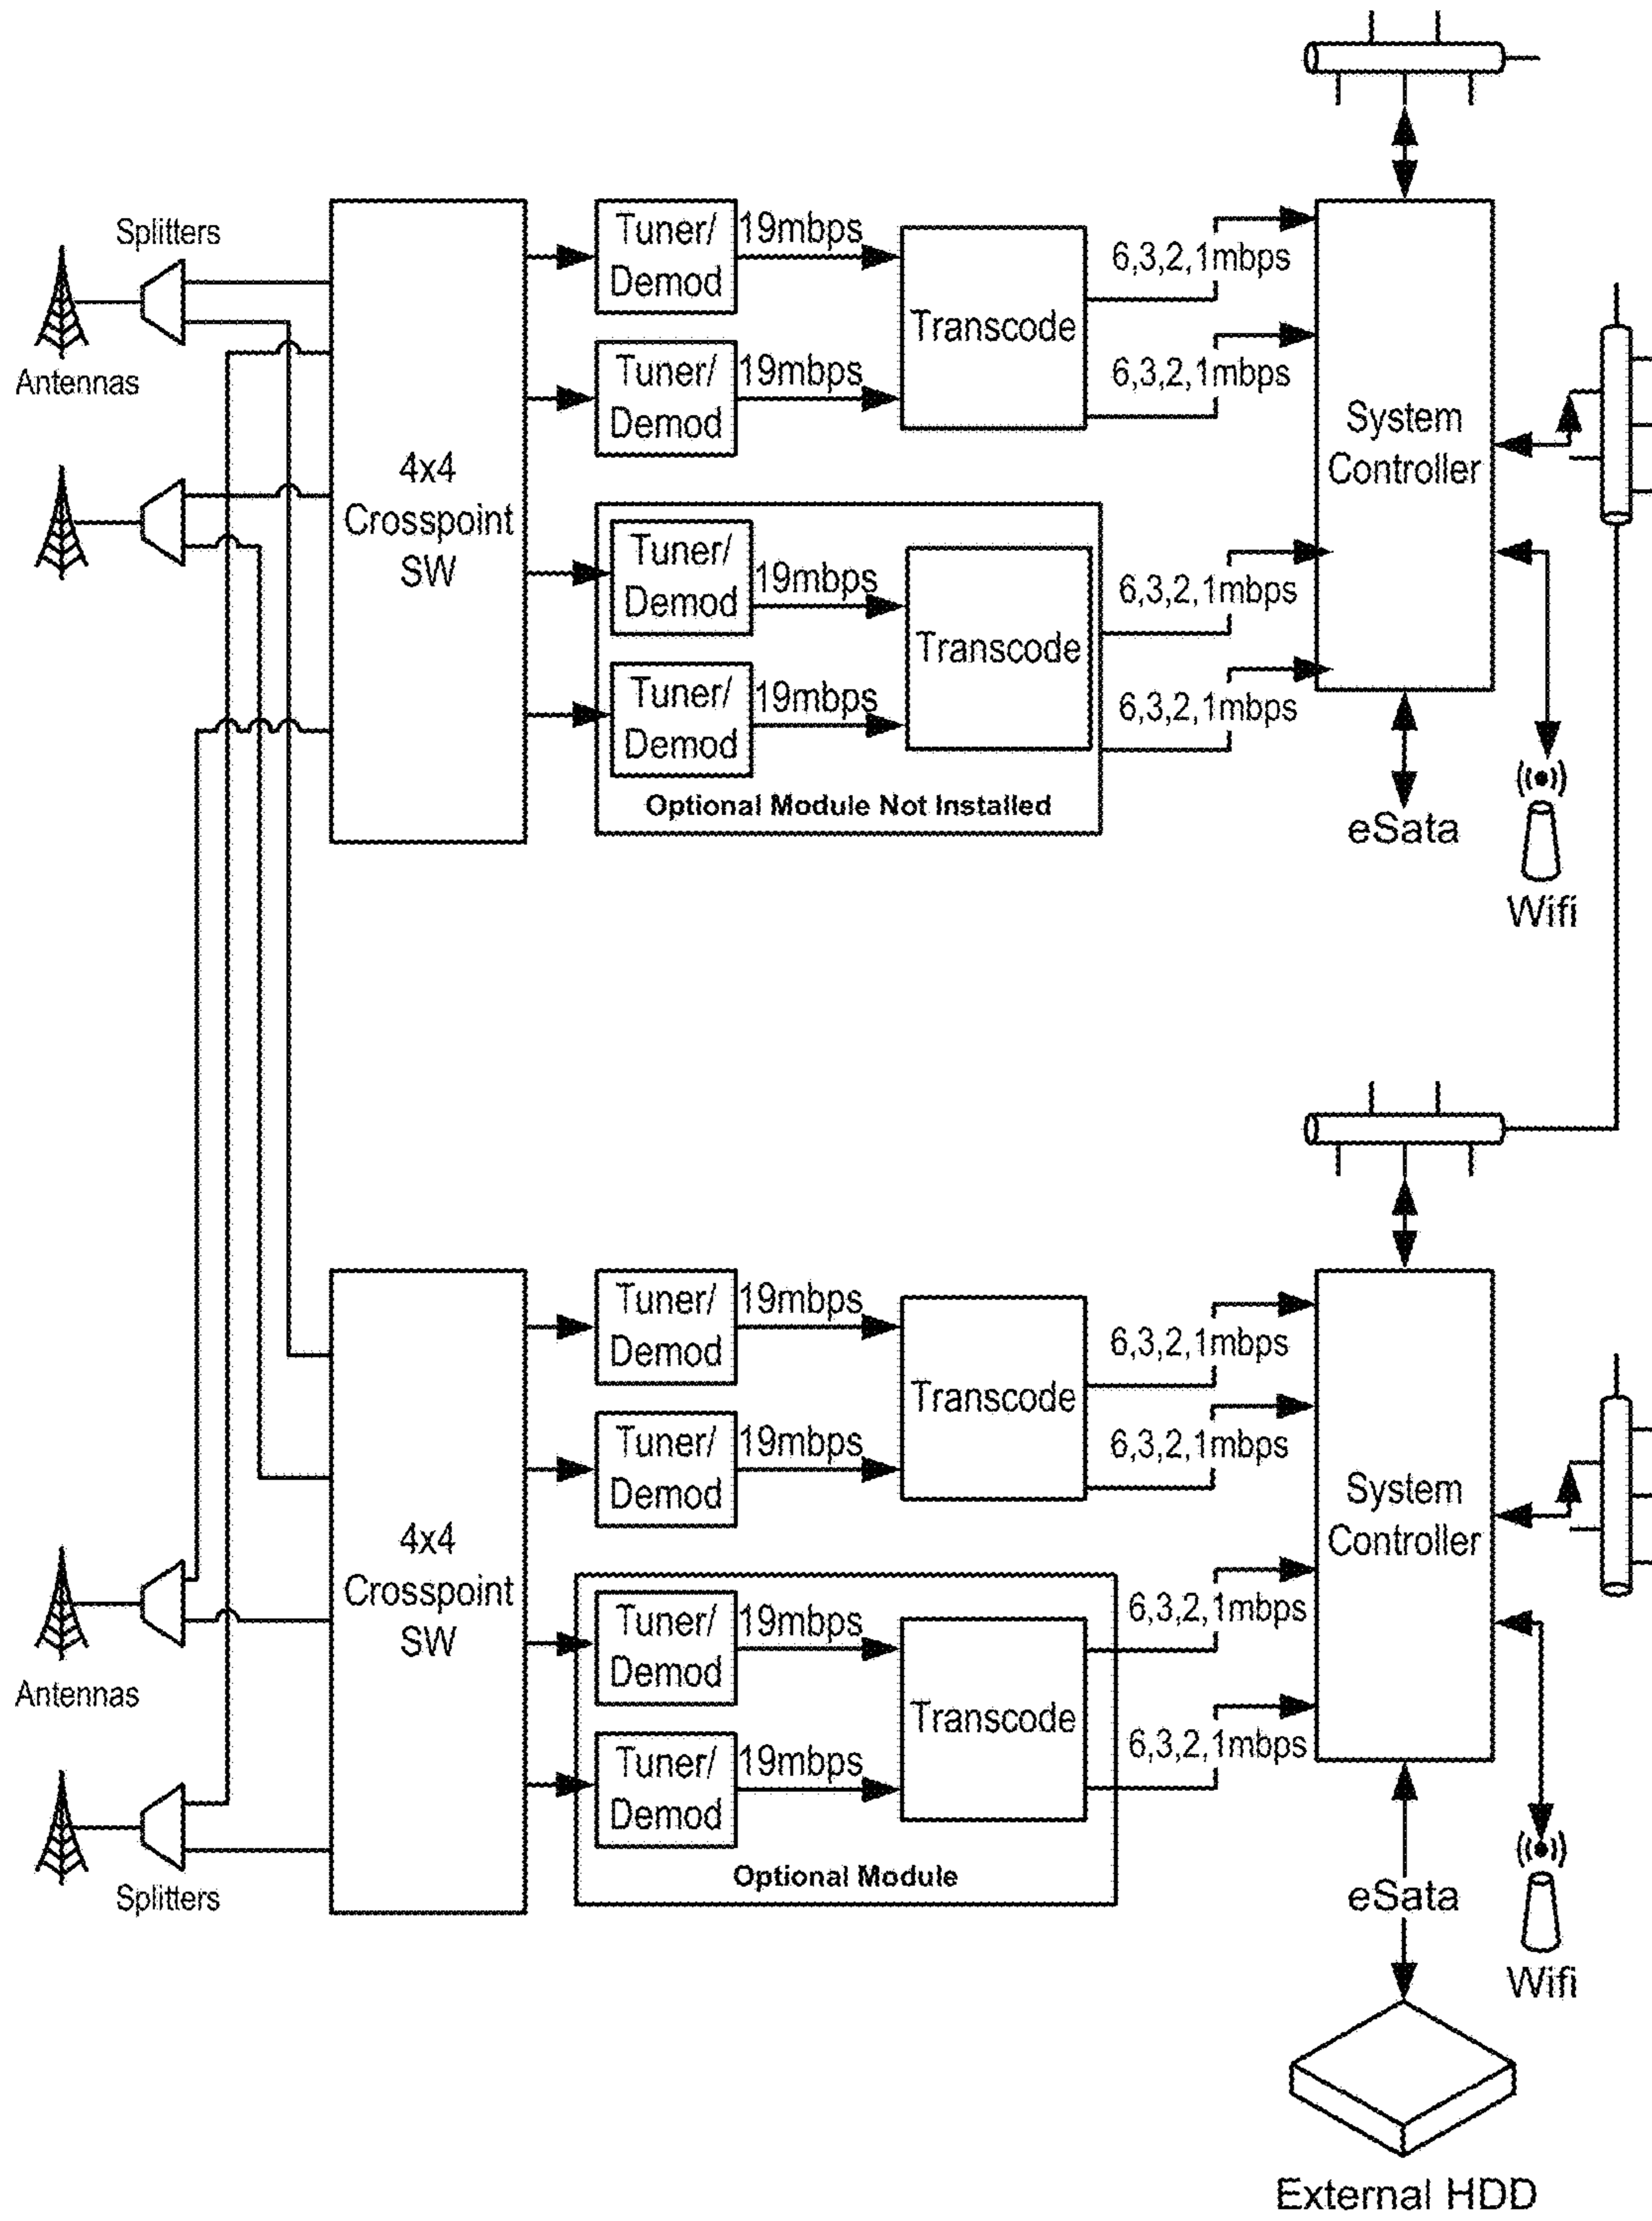 Splitters
Antennas
4x4
Crosspoint
SW
Tuner/
Demod
19mbps
Tuner/
Demod
19mbps
Transcode
6,3,2,1mbps
6,3,2,1mbps
Tuner/
Demod
19mbps
Tuner/
Demod
19mbps
Transcode
6,3,2,1mbps
6,3,2,1mbps
Optional Module Not Installed
System
Controller
eSata
Wifi
4x4
Crosspoint
SW
Antennas
Splitters
Tuner/
Demod
19mbps
Tuner/
Demod
19mbps
Transcode
6,3,2,1mbps
6,3,2,1mbps
Tuner/
Demod
19mbps
Tuner/
Demod
19mbps
Transcode
6,3,2,1mbps
6,3,2,1mbps
Optional Module
System
Controller
eSata
Wifi
External HDD